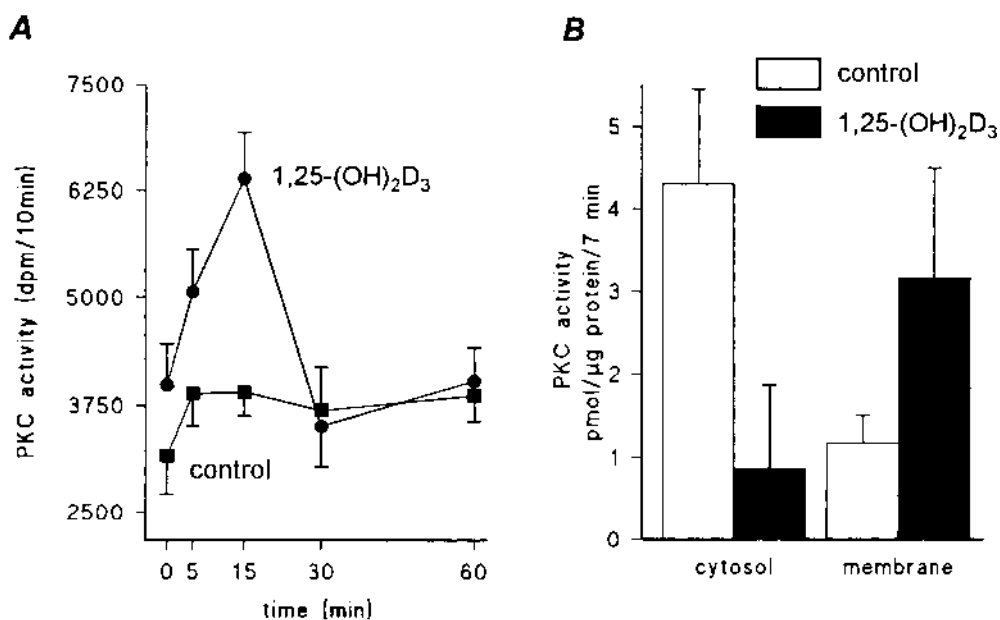 A
PKC activity (dpm/10min)
7500
6250
5000
3750
2500
1,25-(OH)₂D₃
control
0 5 15 30 60
time (min)
B
control
1,25-(OH)₂D₃
PKC activity
pmol/µg protein/7 min
5
4
3
2
1
0
cytosol membrane